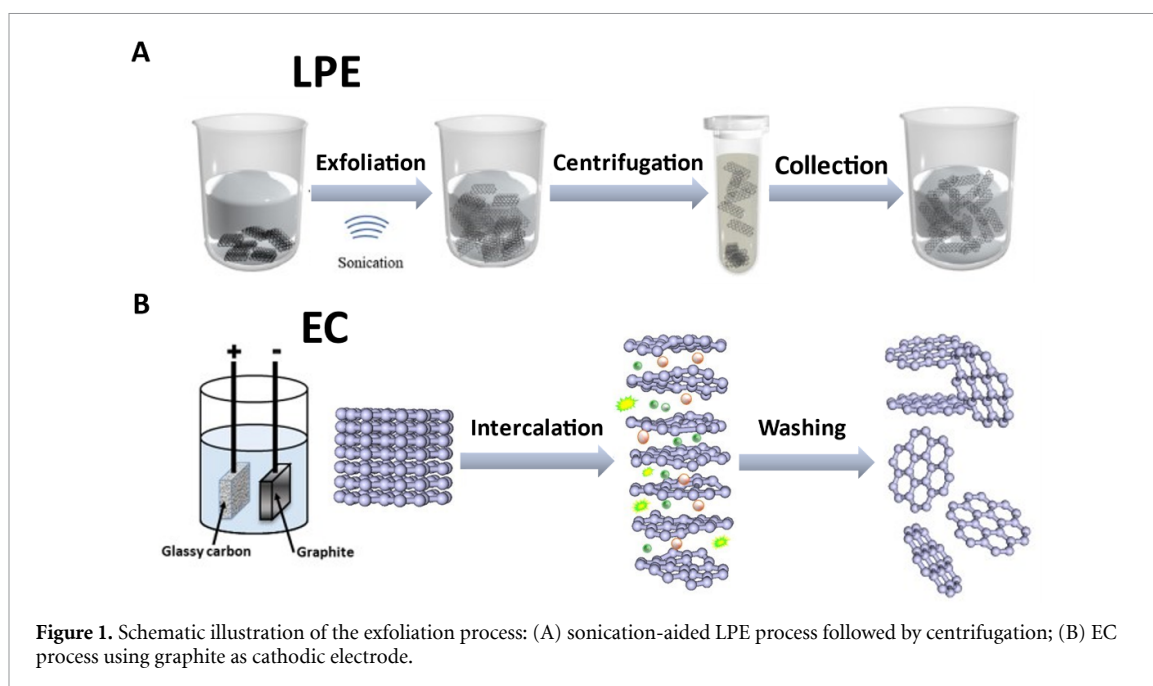 A
LPE
Exfoliation
Sonication
Centrifugation
Collection
B
EC
+ -
Glassy carbon
Graphite
Intercalation
Washing
Figure 1. Schematic illustration of the exfoliation process: (A) sonication-aided LPE process followed by centrifugation; (B) EC
process using graphite as cathodic electrode.